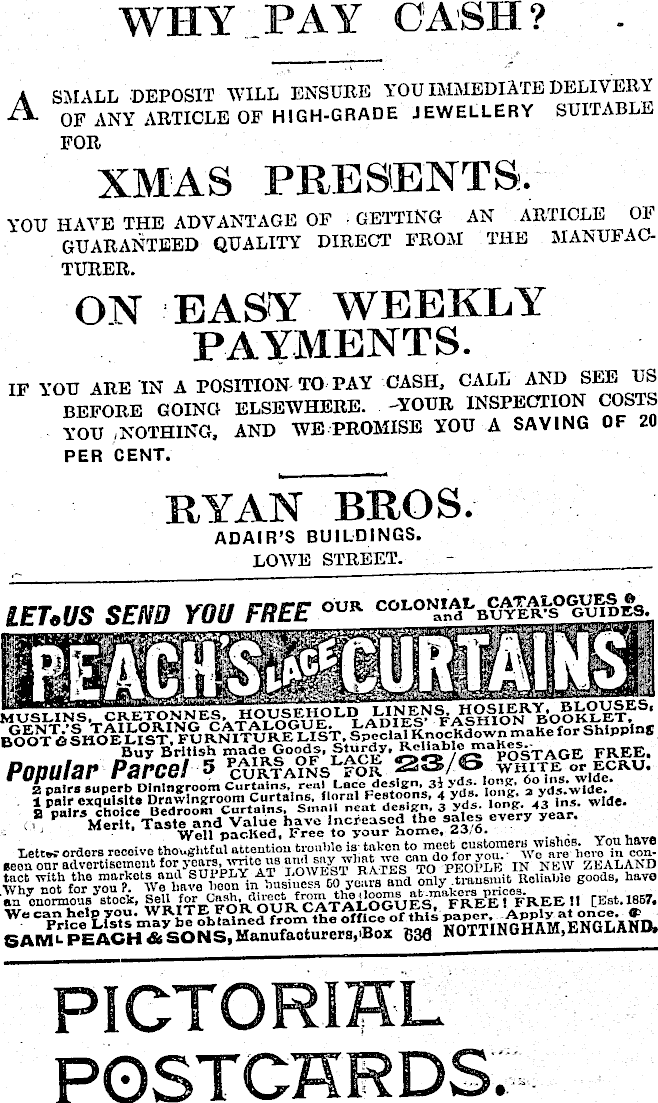 WHY PAY CASH?
A SMALL DEPOSIT WILL ENSURE YOU IMMEDIATE DELIVERY
OF ANY ARTICLE OF HIGH-GRADE JEWELLERY SUITABLE
FOR
XMAS PRESENTS.
YOU HAVE THE ADVANTAGE OF GETTING AN ARTICLE OF
GUARANTEED QUALITY DIRECT FROM THE MANUFAC-
TURER.
ON EASY WEEKLY
PAYMENTS.
IF YOU ARE IN A POSITION TO PAY CASH, CALL AND SEE US
BEFORE GOING ELSEWHERE. -YOUR INSPECTION COSTS
YOU NOTHING, AND WE PROMISE YOU A SAVING OF 20
PER CENT.
RYAN BROS.
ADAIR'S BUILDINGS.
LOWE STREET.
LET US SEND YOU FREE OUR COLONIAL CATALOGUES
and BUYER'S GUIDES.
PEACH'S LACE CURTAINS
MUSLINS, CRETONNES, HOUSEHOLD LINENS, HOSIERY, BLOUSES,
GENT.'S TAILORING CATALOGUE, LADIES' FASHION BOOKLET,
BOOT & SHOE LIST, FURNITURE LIST, Special Knockdown make for Shipping
Buy British made Goods, Sturdy, Reliable makes.
Popular Parcel 5 PAIRS OF LACE CURTAINS FOR 23/6 POSTAGE FREE. WHITE or ECRU.
2 pairs superb Diningroom Curtains, real Lace design, 3½ yds. long, 60 ins. wide.
1 pair exquisite Drawingroom Curtains, floral Festoons, 4 yds. long, 2 yds. wide.
2 pairs choice Bedroom Curtains, Small neat design, 3 yds. long, 43 ins. wide.
Merit, Taste and Value have increased the sales every year.
Well packed, Free to your home, 23/6.
Letter orders receive thoughtful attention trouble is taken to meet customers wishes. You have
seen our advertisement for years, write us and say what we can do for you. We are here in con-
tact with the markets and SUPPLY AT LOWEST RATES TO PEOPLE IN NEW ZEALAND
Why not for you?. We have been in business 50 years and only transmit Reliable goods, have
an enormous stock, Sell for Cash, direct from the looms at makers prices.
We can help you. WRITE FOR OUR CATALOGUES, FREE! FREE!! [Est. 1857.
Price Lists may be obtained from the office of this paper, Apply at once.
SAML PEACH & SONS, Manufacturers, Box 636 NOTTINGHAM, ENGLAND.
PICTORIAL
POSTCARDS.